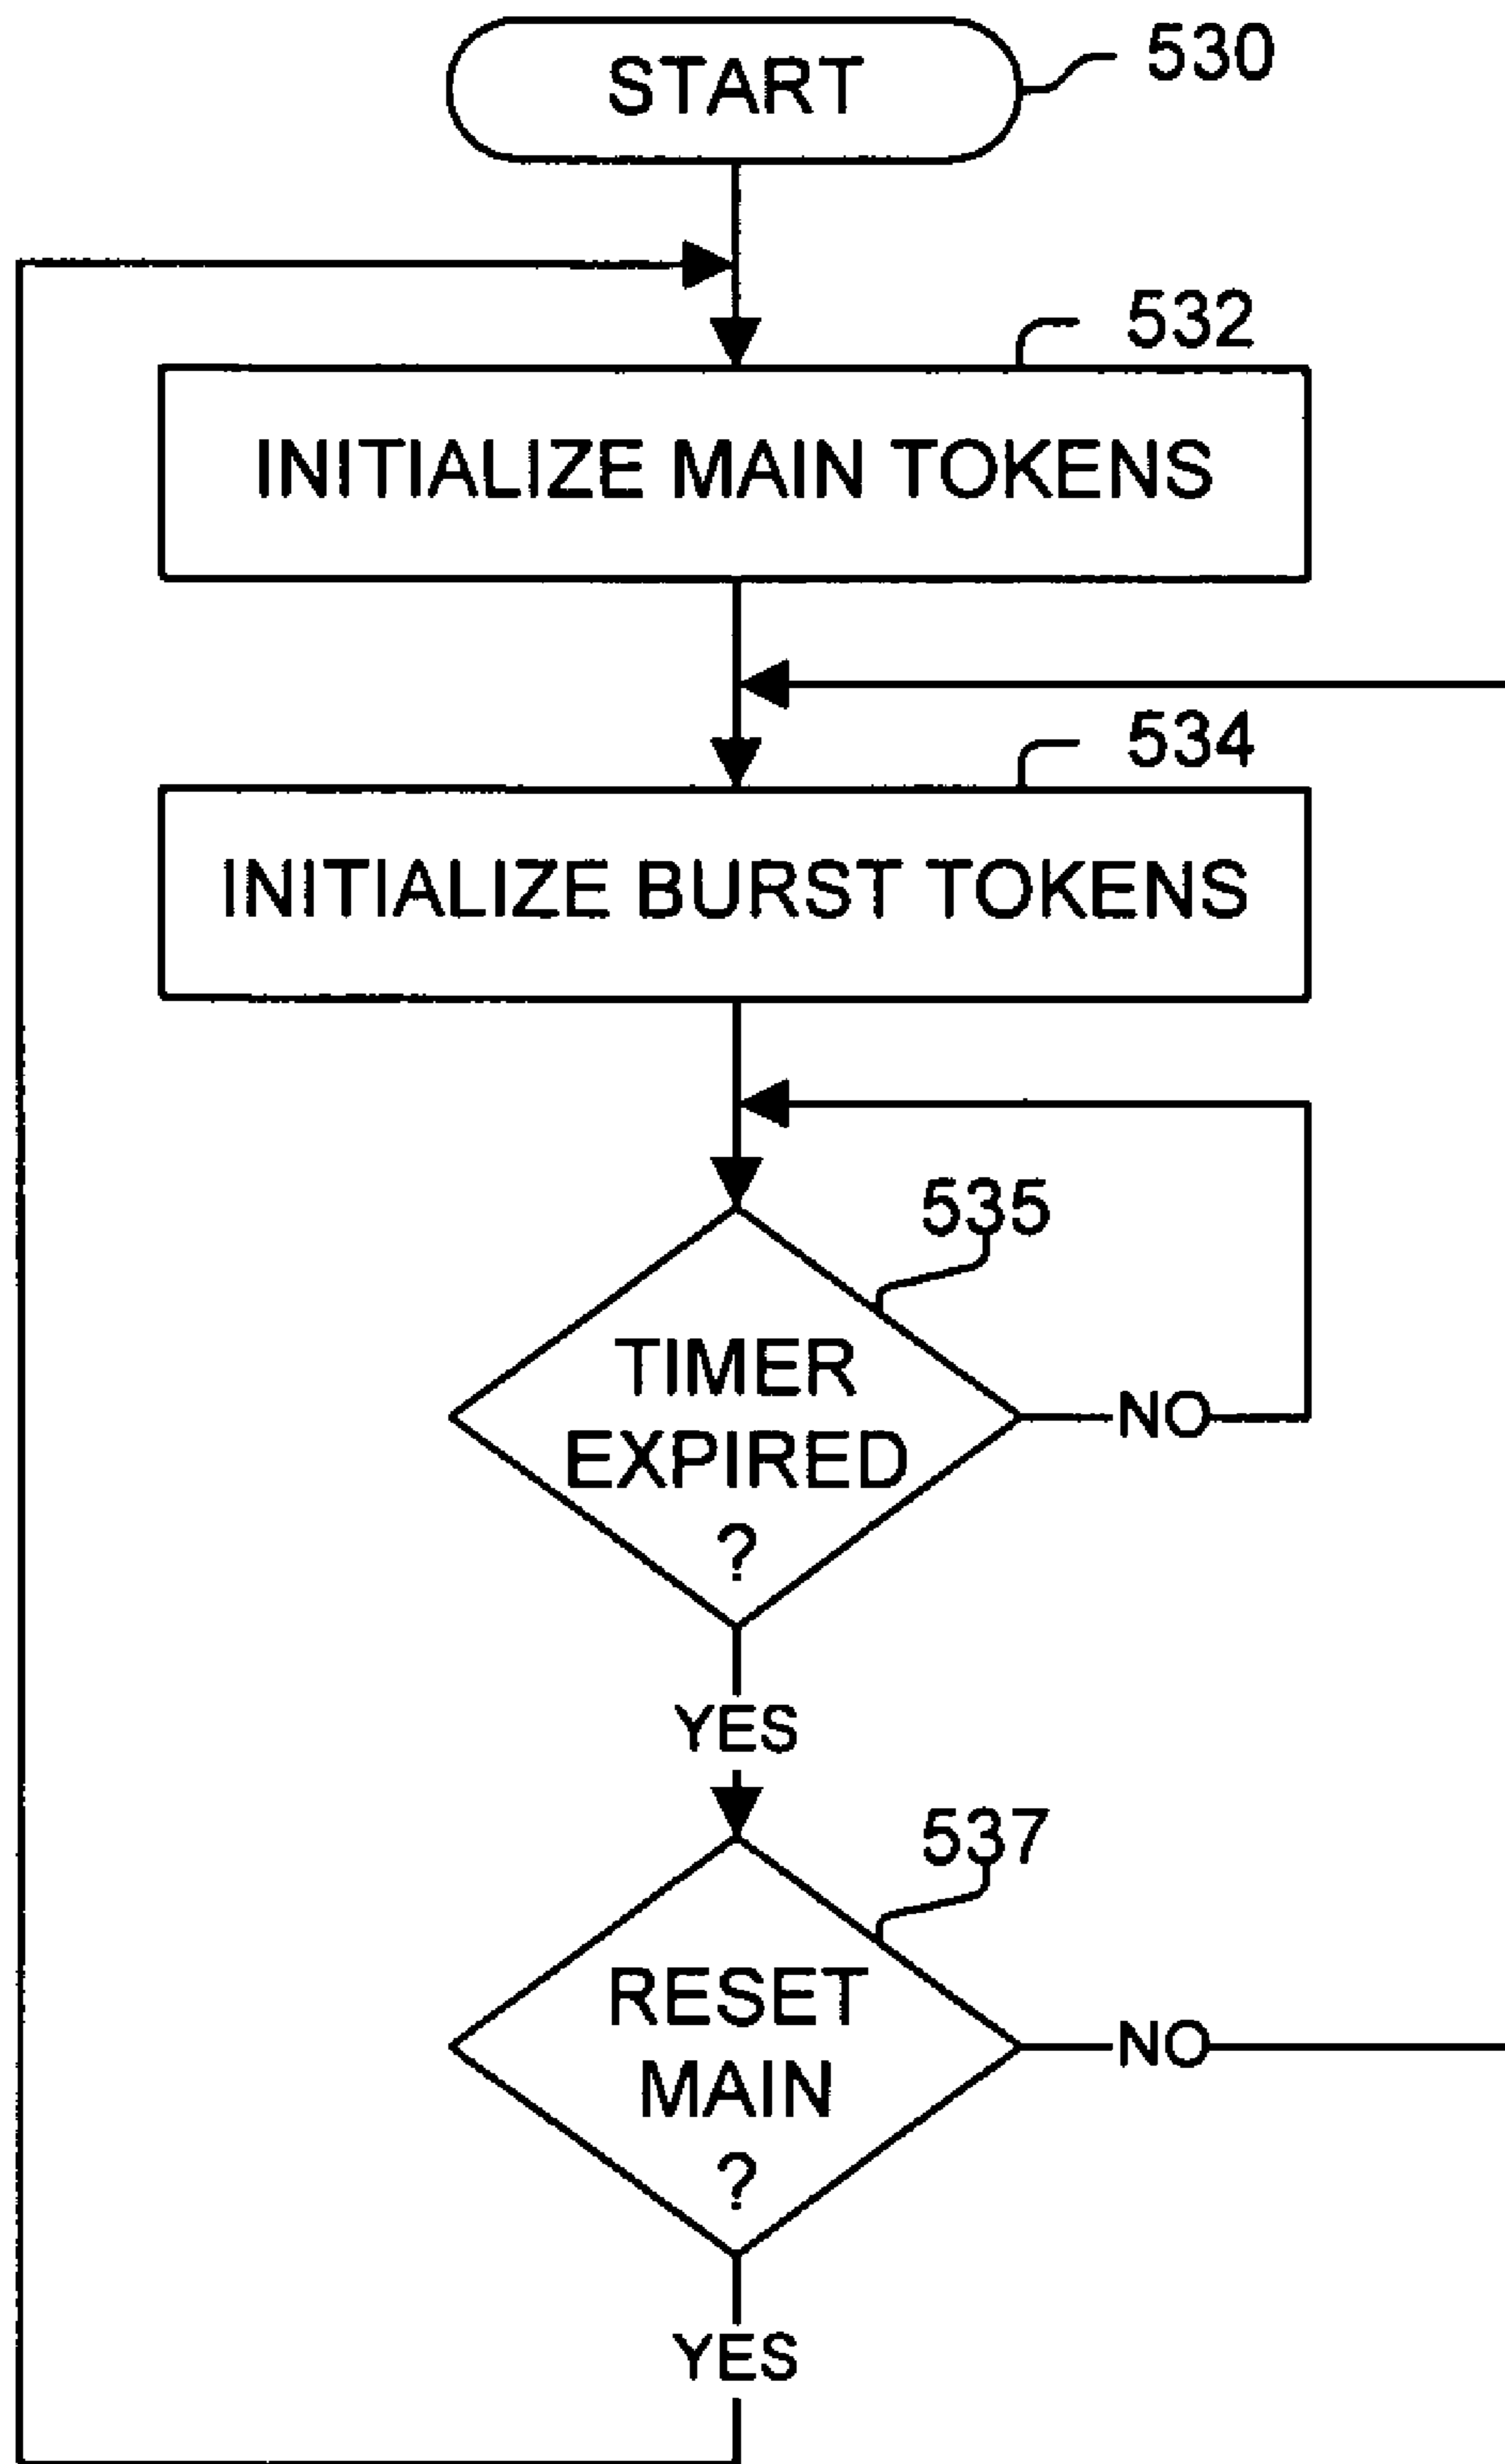 START
530
532
INITIALIZE MAIN TOKENS
534
INITIALIZE BURST TOKENS
535
TIMER
EXPIRED
?
NO
YES
537
RESET
MAIN
?
NO
YES